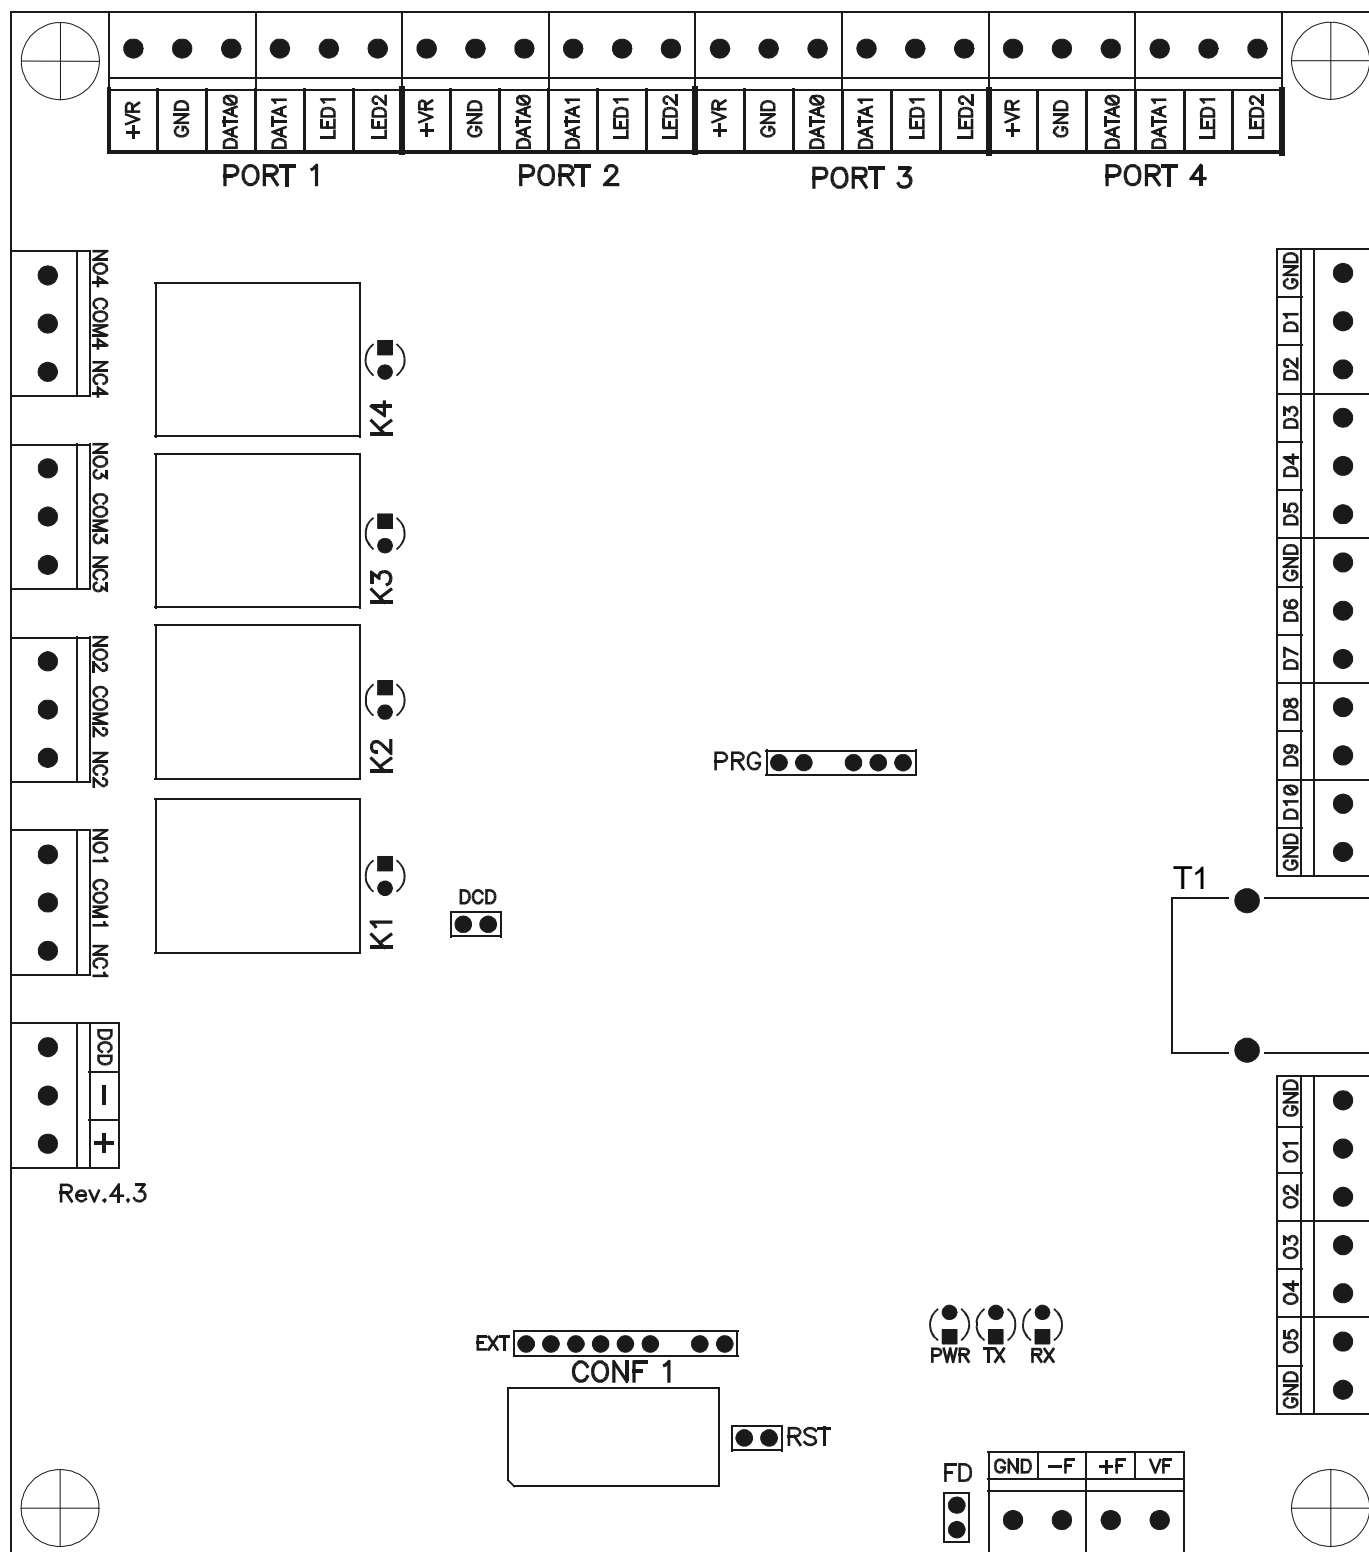 +VR GND DATA0 DATA1 LED1 LED2 +VR GND DATA0 DATA1 LED1 LED2 +VR GND DATA0 DATA1 LED1 LED2 +VR GND DATA0 DATA1 LED1 LED2
PORT 1 PORT 2 PORT 3 PORT 4
NO4 COM4 NC4
K4
NO3 COM3 NC3
K3
NO2 COM2 NC2
K2
NO1 COM1 NC1
K1
DCD
-
+
Rev.4.3
DCD
PRG
GND
D1
D2
D3
D4
D5
GND
D6
D7
D8
D9
D10
GND
T1
GND
O1
O2
O3
O4
O5
GND
EXT
CONF 1
RST
PWR TX RX
FD
GND -F +F VF